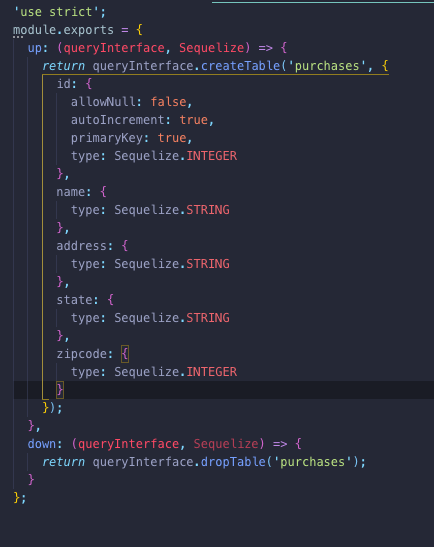 'use strict';
module.exports = {
  up: (queryInterface, Sequelize) => {
    return queryInterface.createTable('purchases', {
      id: {
        allowNull: false,
        autoIncrement: true,
        primaryKey: true,
        type: Sequelize.INTEGER
      },
      name: {
        type: Sequelize.STRING
      },
      address: {
        type: Sequelize.STRING
      },
      state: {
        type: Sequelize.STRING
      },
      zipcode: {
        type: Sequelize.INTEGER
      }
    });
  },
  down: (queryInterface, Sequelize) => {
    return queryInterface.dropTable('purchases');
  }
};